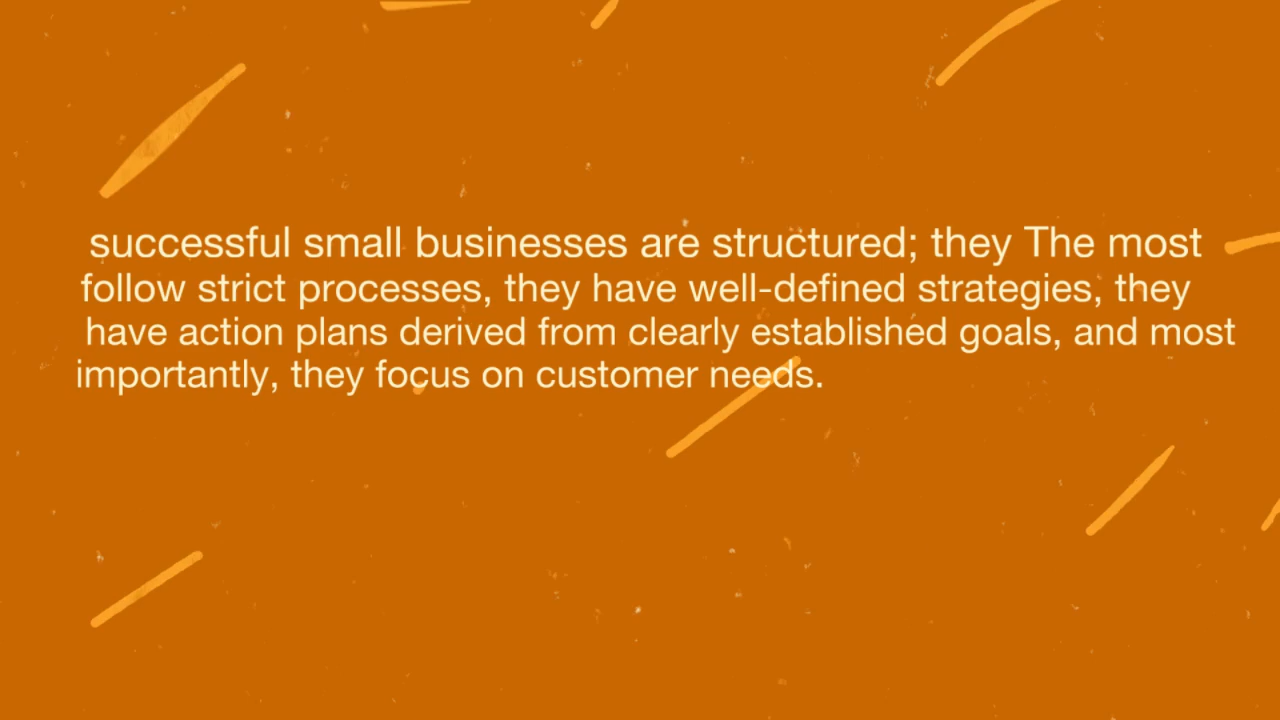 successful small businesses are structured; they The most
follow strict processes, they have well-defined strategies, they
have action plans derived from clearly established goals, and most
importantly, they focus on customer needs.